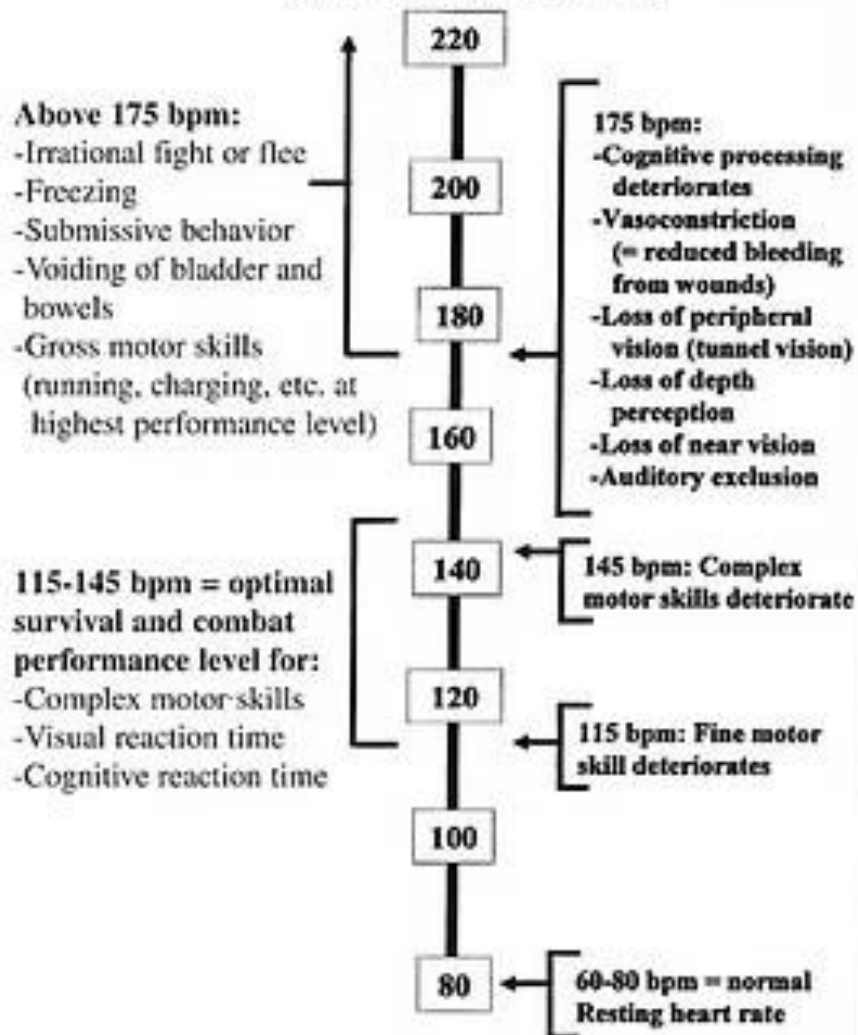 220
Above 175 bpm:
-Irrational fight or flee
-Freezing
-Submissive behavior
-Voiding of bladder and
bowels
-Gross motor skills
(running, charging, etc. at
highest performance level)
200
180
160
175 bpm:
-Cognitive processing
deteriorates
-Vasoconstriction
(= reduced bleeding
from wounds)
-Loss of peripheral
vision (tunnel vision)
-Loss of depth
perception
-Loss of near vision
-Auditory exclusion
115-145 bpm = optimal
survival and combat
performance level for:
-Complex motor skills
-Visual reaction time
-Cognitive reaction time
140
145 bpm: Complex
motor skills deteriorate
120
115 bpm: Fine motor
skill deteriorates
100
80
60-80 bpm = normal
Resting heart rate